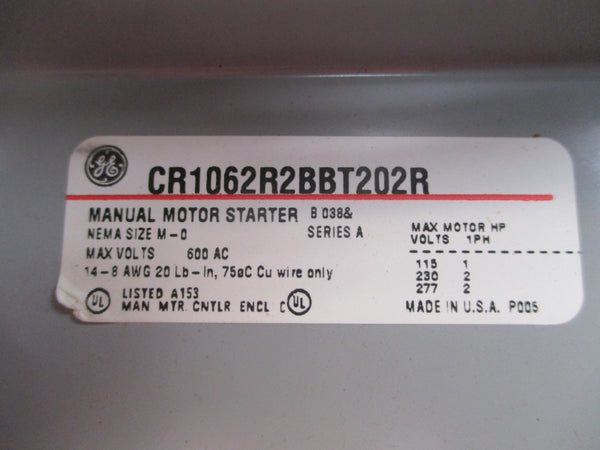 GE
CR1062R2BBT202R
MANUAL MOTOR STARTER B 038&
NEMA SIZE M-0 SERIES A
MAX VOLTS 600 AC
14-8 AWG 20 Lb-In, 75øC Cu wire only
UL LISTED A153 UL
MAN MTR CNTLR ENCL C
MAX MOTOR HP
VOLTS 1PH
115 1
230 2
277 2
MADE IN U.S.A. P005